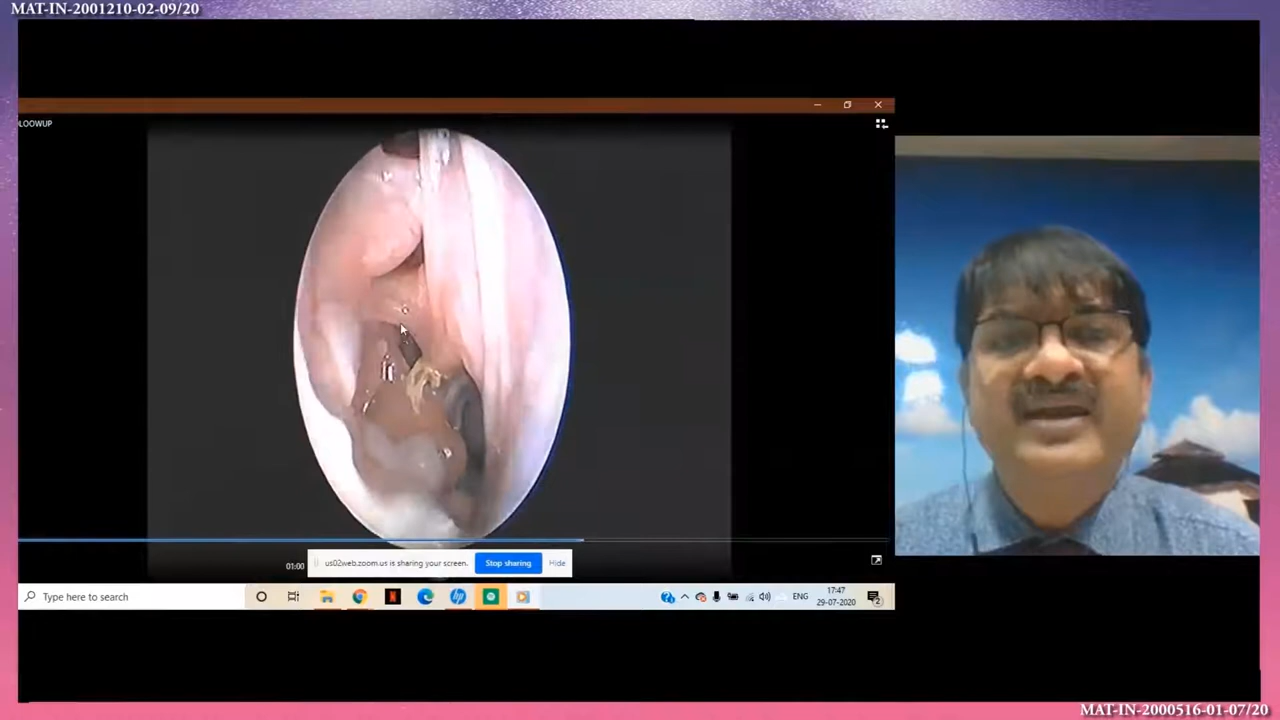 MAT-IN-2001210-02-09/20
LOOWUP
01:00
us02web.zoom.us is sharing your screen.
Stop sharing
Hide
Type here to search
ENG
17:47
29-07-2020
2
MAT-IN-2000516-01-07/20